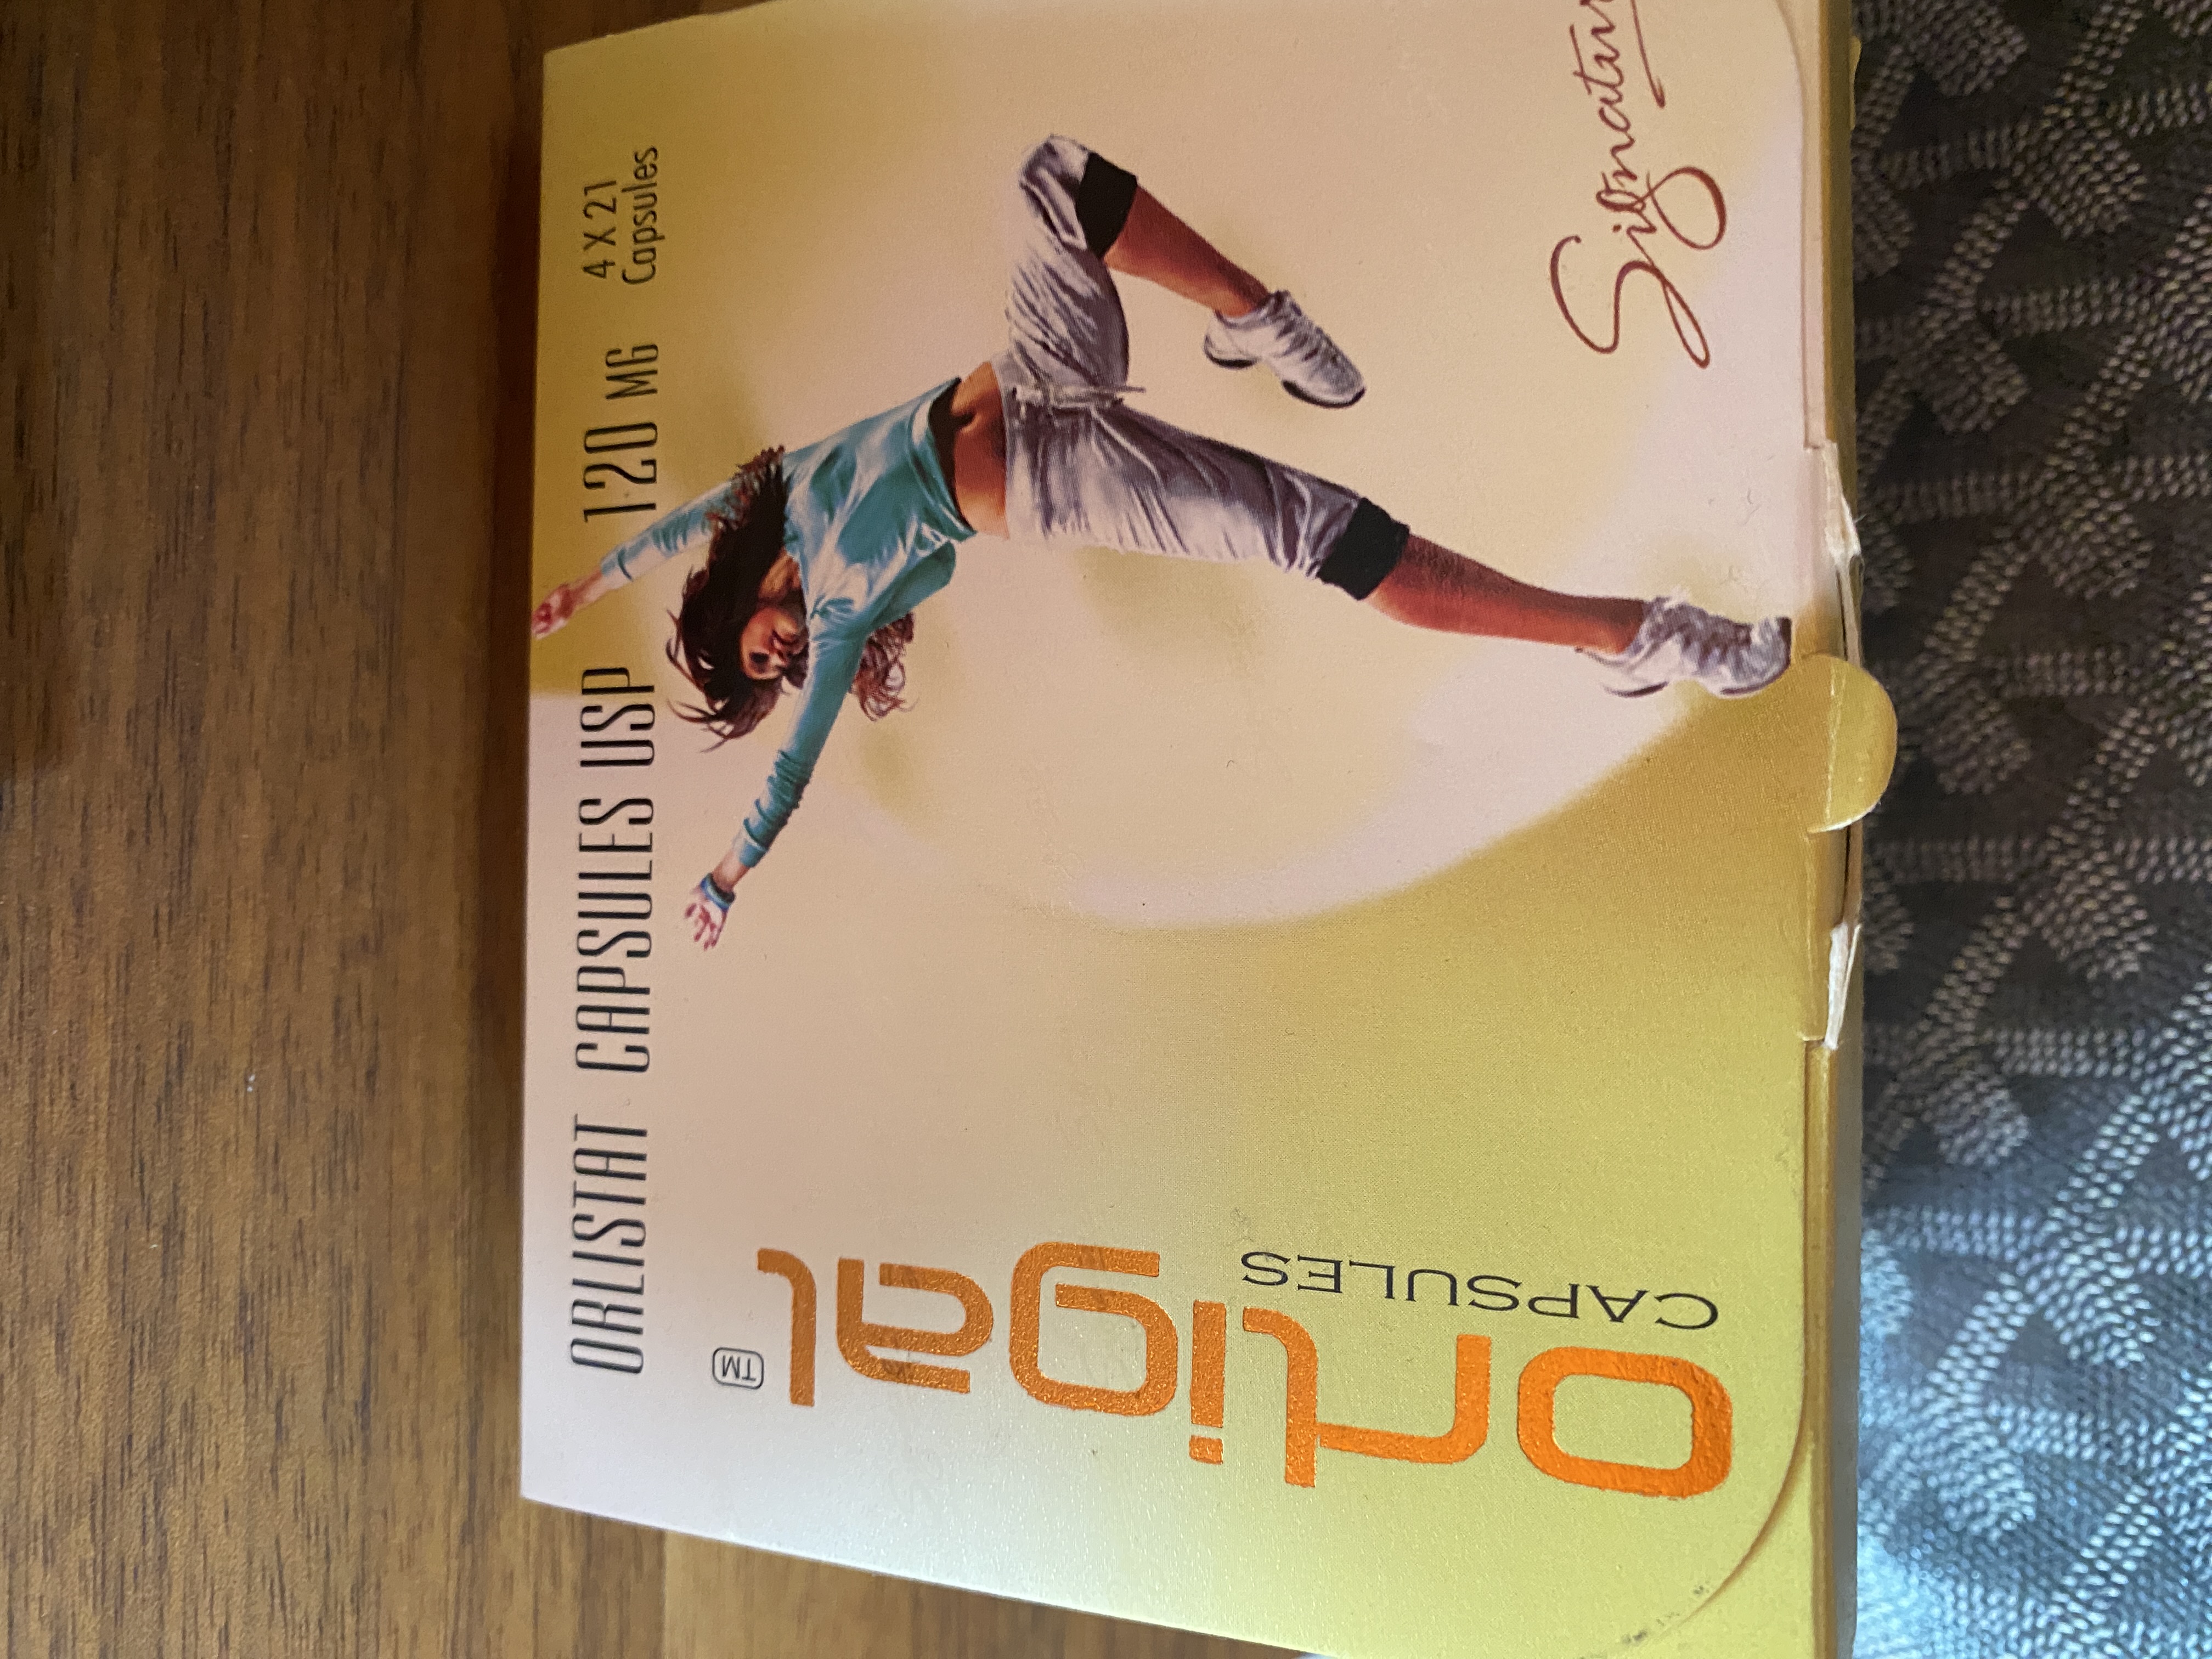 orligal TM
CAPSULES
ORLISTAT CAPSULES USP 120 MG
4 X 21
Capsules